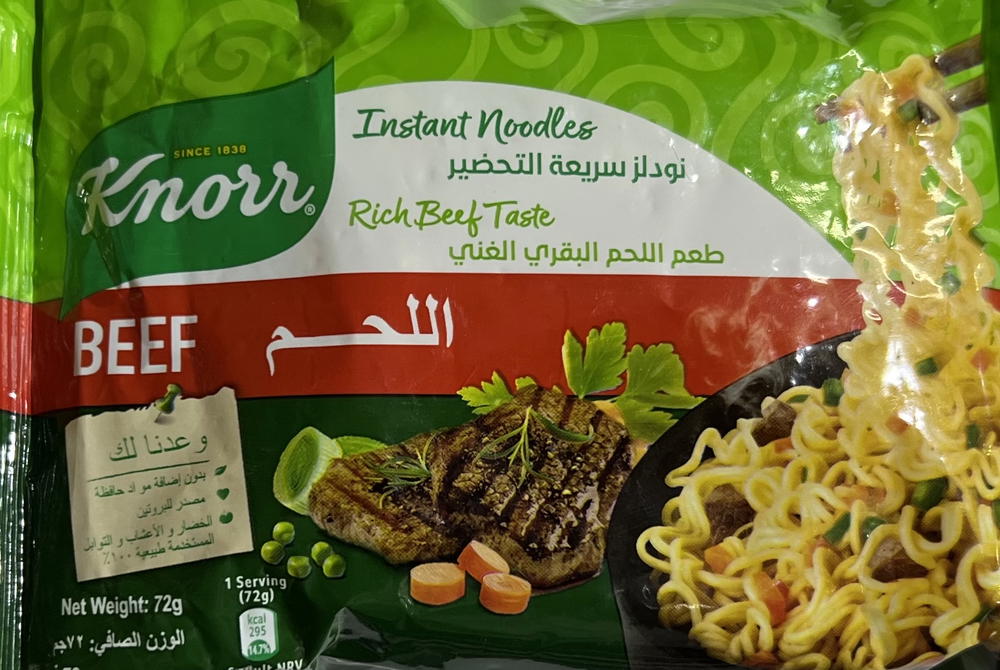 SINCE 1838
Knorr®
Instant Noodles
نودلز سريعة التحضير
Rich Beef Taste
طعم اللحم البقري الغني
BEEF
اللحم
وعدنا لك
بدون إضافة مواد حافظة
مصدر للبروتين
الخضار و الأعشاب و التوابل
المستخدمة طبيعية ١٠٠٪
Net Weight: 72g
الوزن الصافي: ٧٢جم
1 Serving
(72g)
kcal
295
14.7%